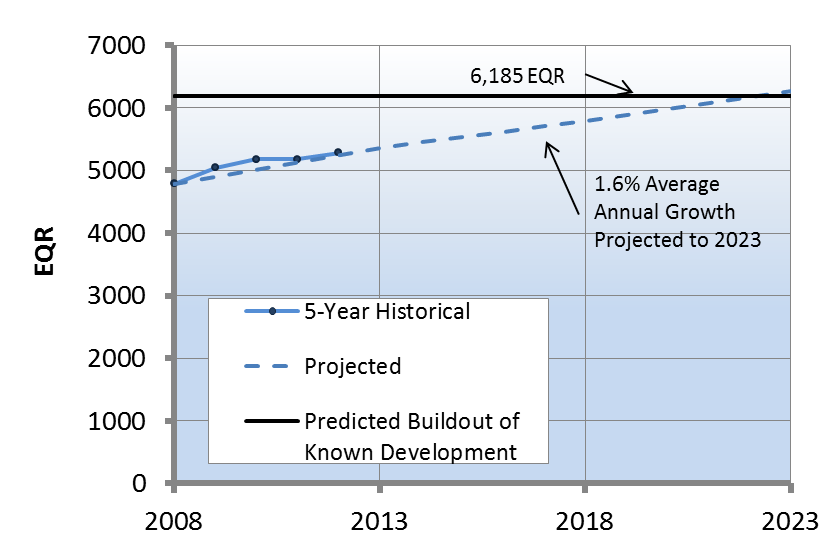 7000
6000
5000
4000
3000
2000
1000
0
EQR
6,185 EQR
1.6% Average
Annual Growth
Projected to 2023
5-Year Historical
Projected
Predicted Buildout of
Known Development
2008
2013
2018
2023